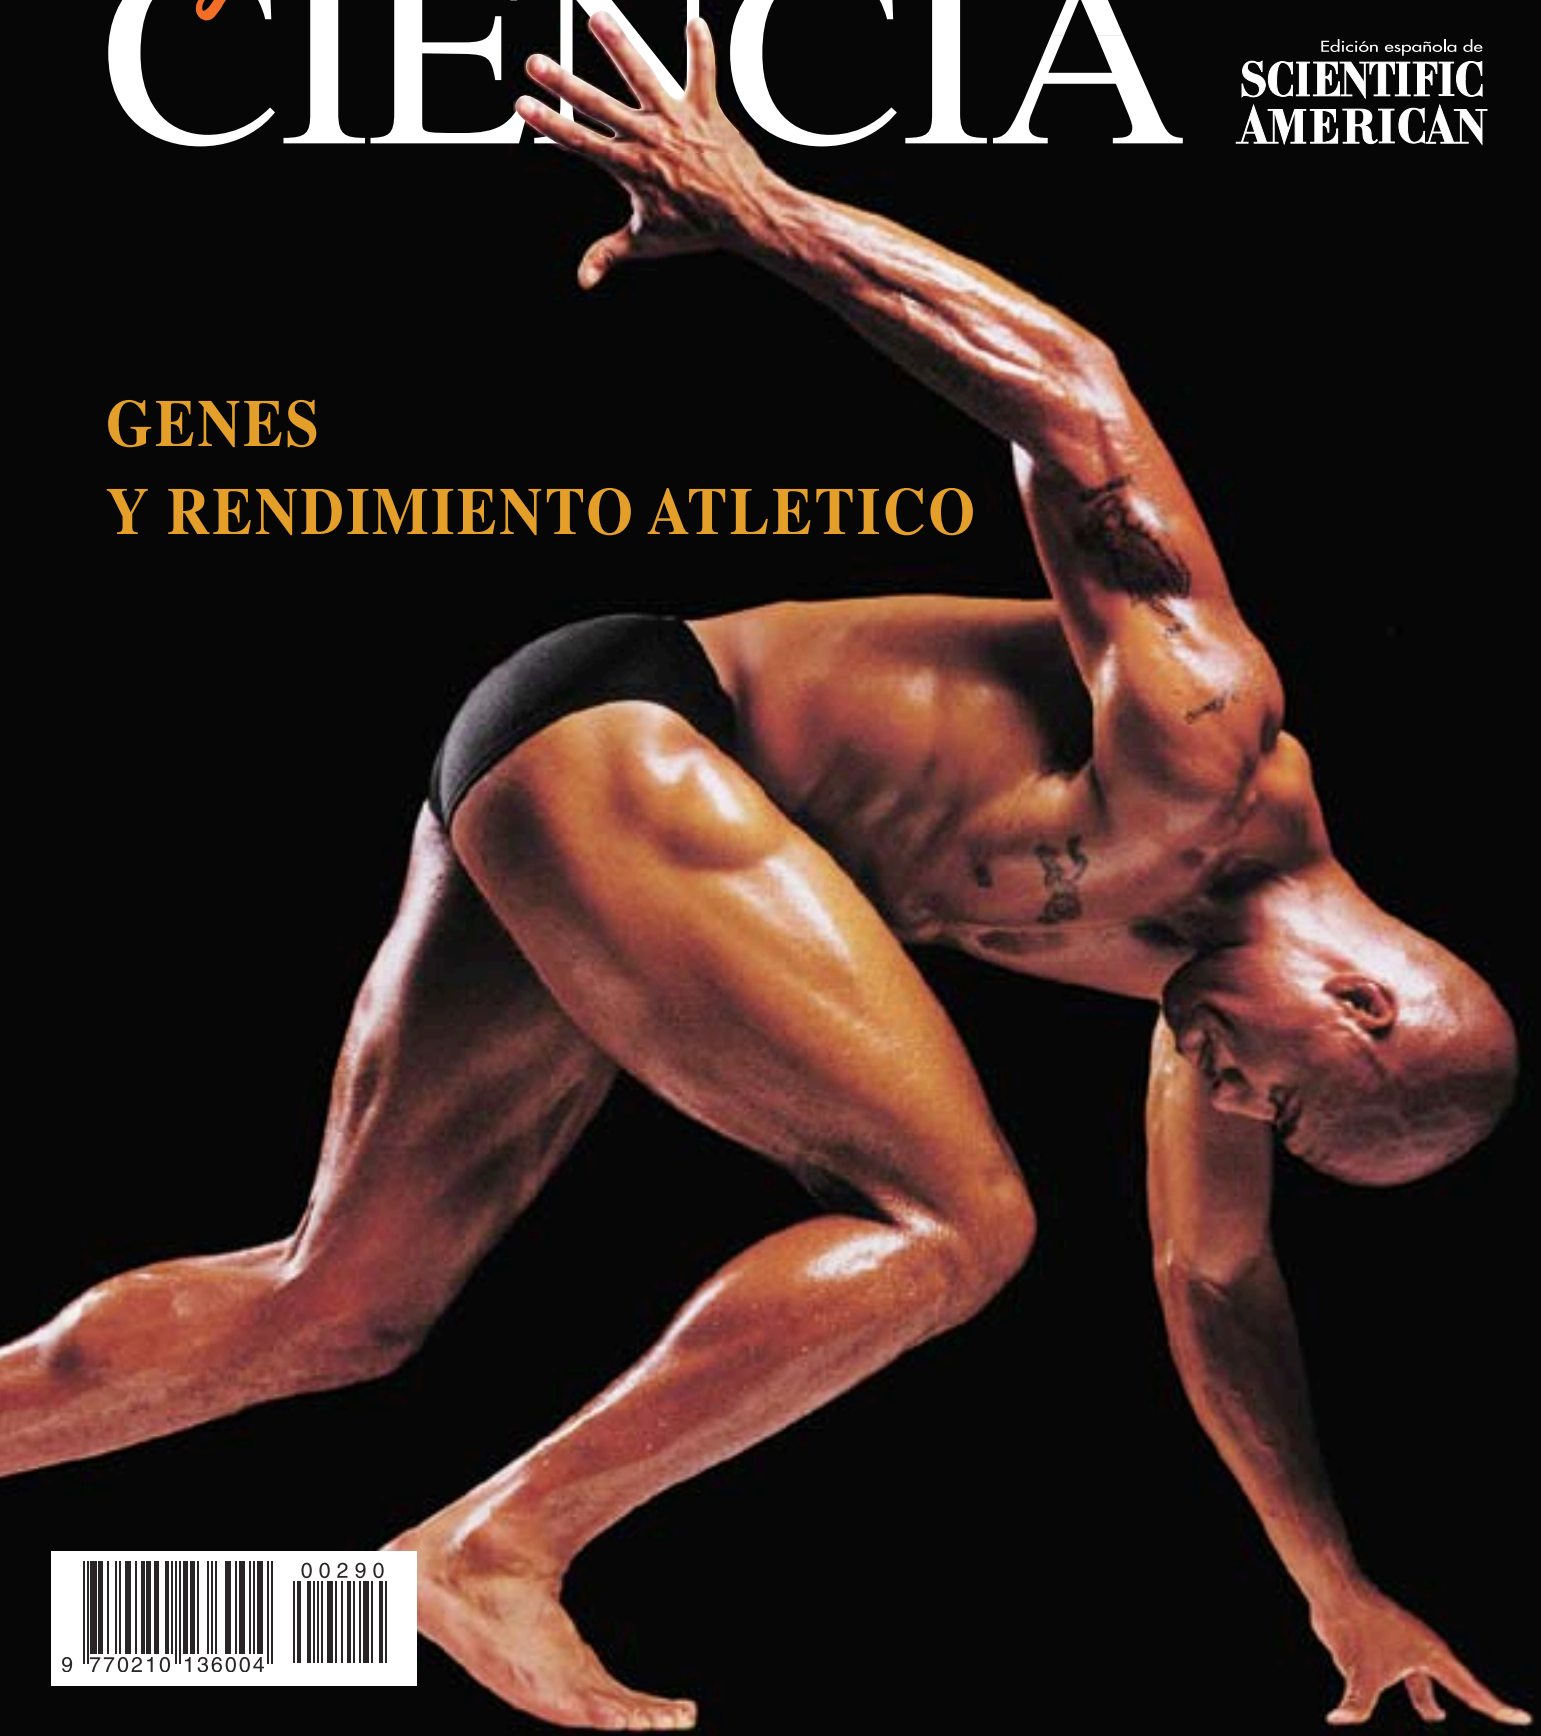 CIENCIA
Edición española de
SCIENTIFIC
AMERICAN
GENES
Y RENDIMIENTO ATLETICO
00290
9 770210 136004